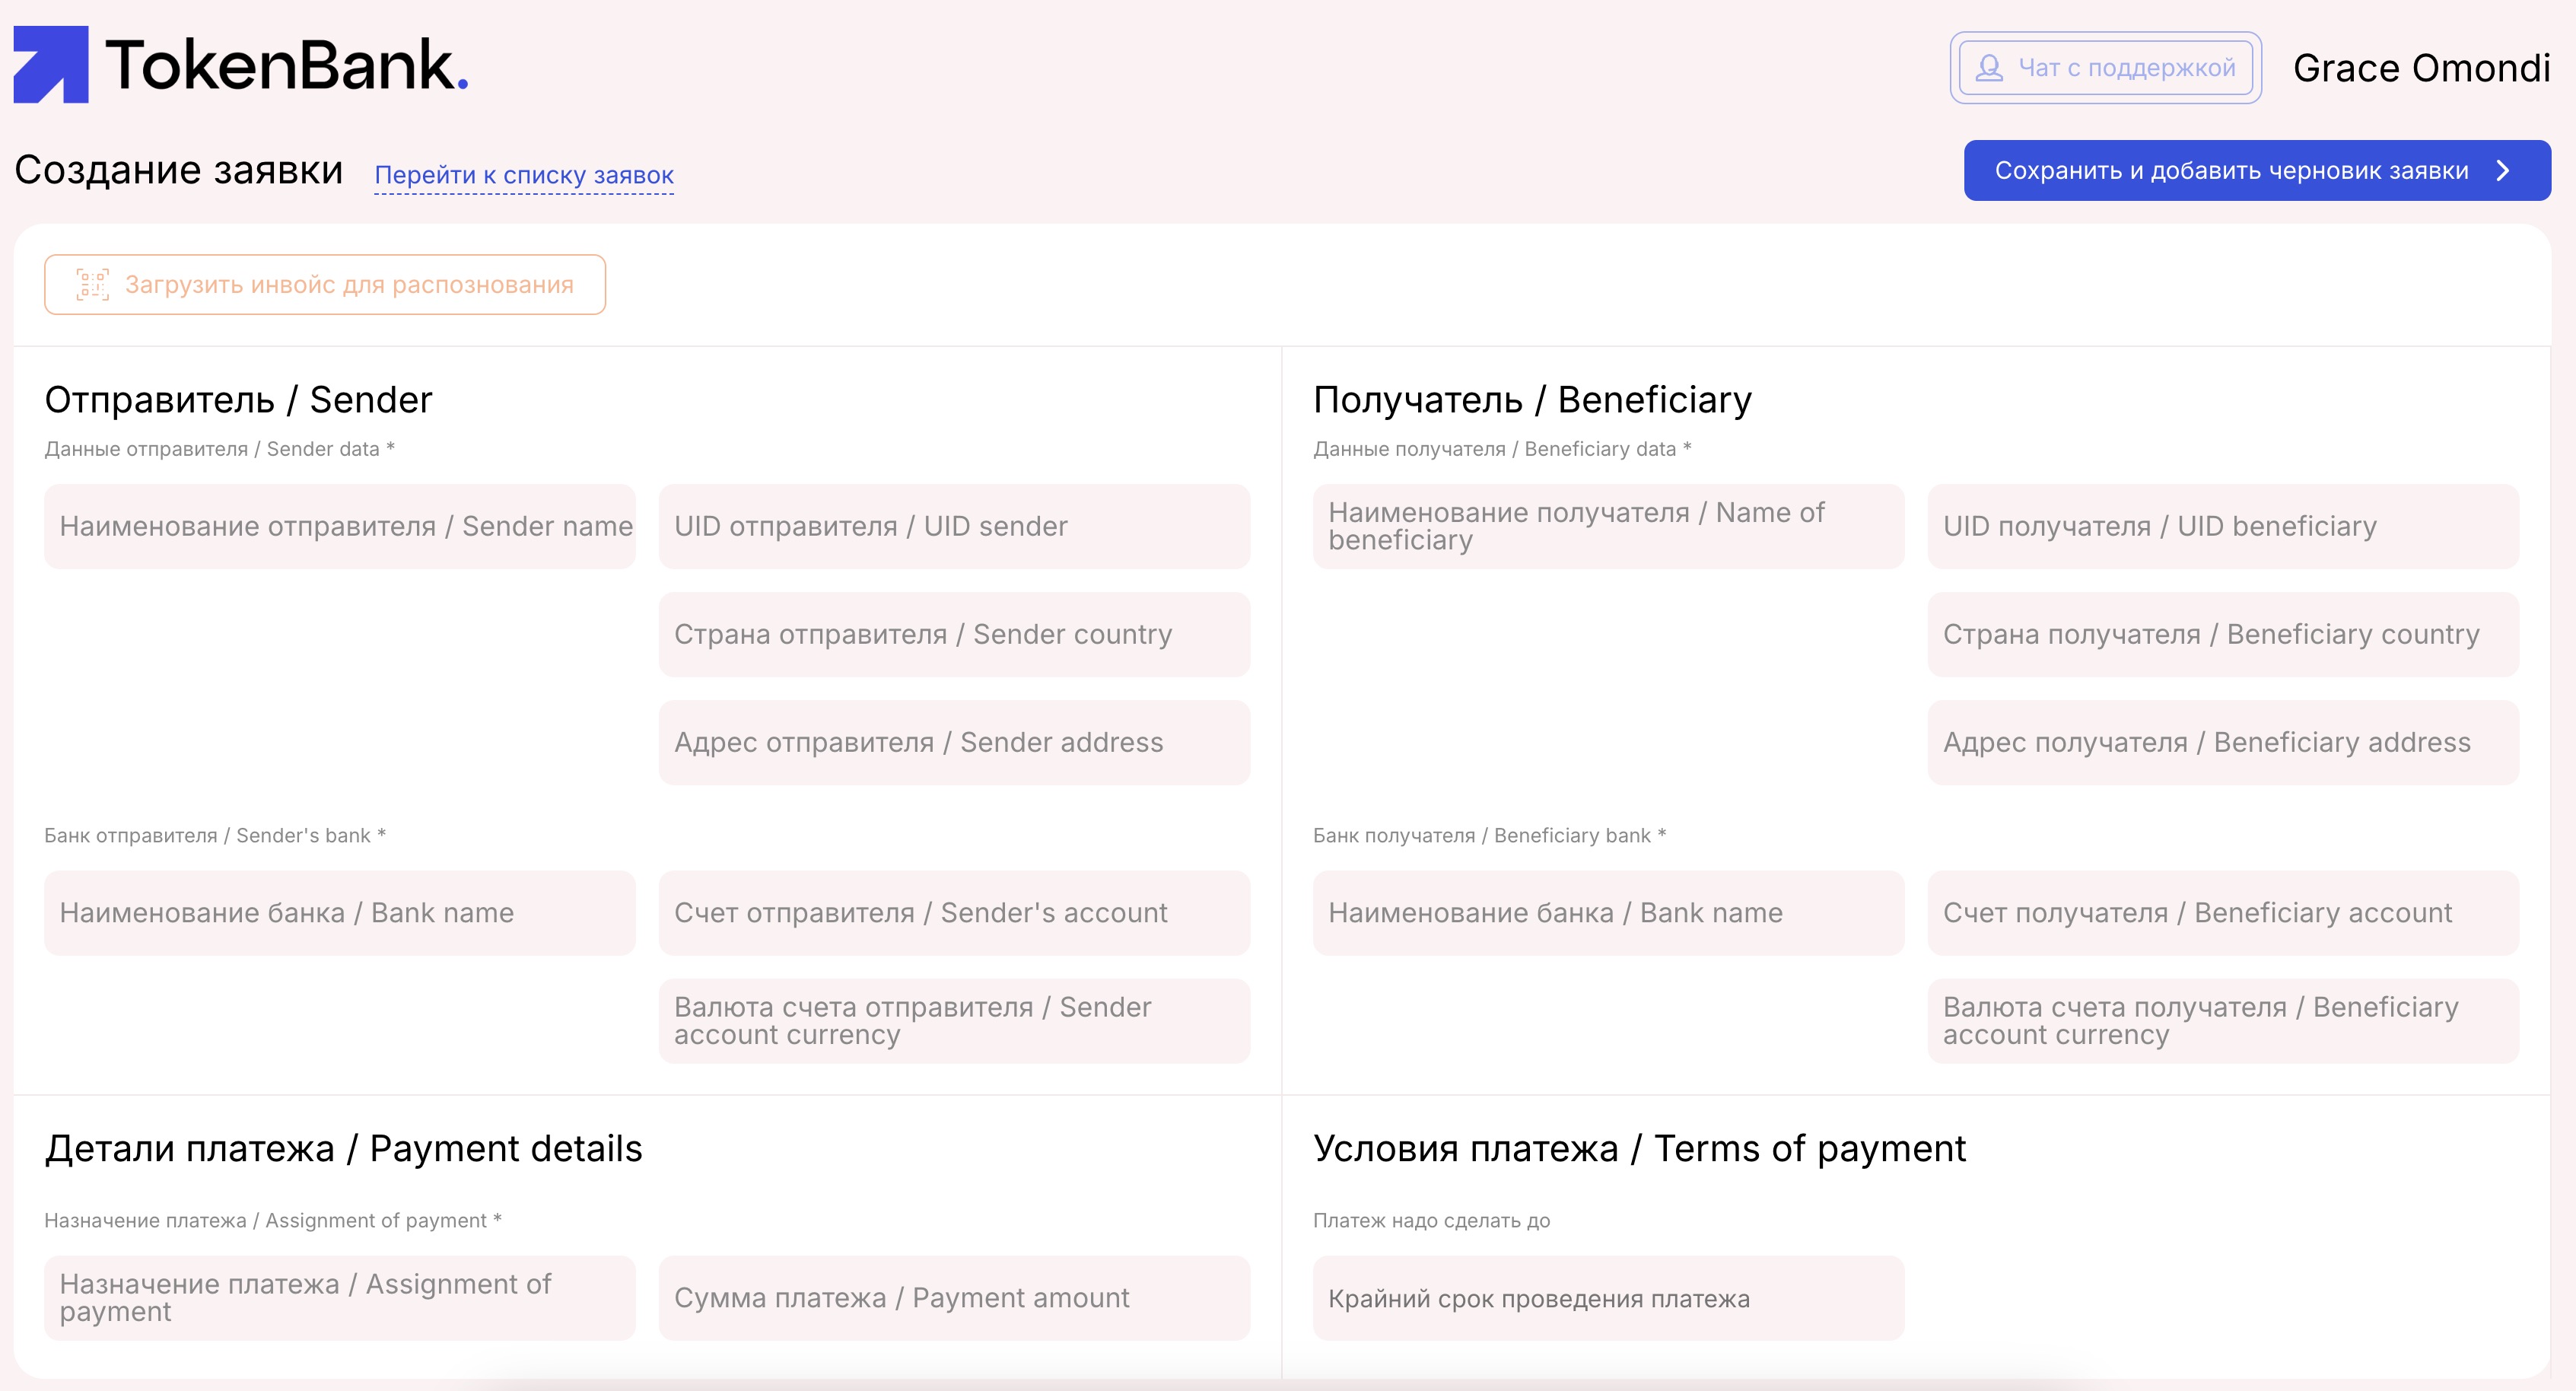 TokenBank.
Чат с поддержкой
Grace Omondi
Создание заявки
Перейти к списку заявок
Сохранить и добавить черновик заявки
Загрузить инвойс для распознования
Отправитель / Sender
Данные отправителя / Sender data *
Наименование отправителя / Sender name
UID отправителя / UID sender
Страна отправителя / Sender country
Адрес отправителя / Sender address
Банк отправителя / Sender's bank *
Наименование банка / Bank name
Счет отправителя / Sender's account
Валюта счета отправителя / Sender
account currency
Получатель / Beneficiary
Данные получателя / Beneficiary data *
Наименование получателя / Name of
beneficiary
UID получателя / UID beneficiary
Страна получателя / Beneficiary country
Адрес получателя / Beneficiary address
Банк получателя / Beneficiary bank *
Наименование банка / Bank name
Счет получателя / Beneficiary account
Валюта счета получателя / Beneficiary
account currency
Детали платежа / Payment details
Назначение платежа / Assignment of payment *
Назначение платежа / Assignment of
payment
Сумма платежа / Payment amount
Условия платежа / Terms of payment
Платеж надо сделать до
Крайний срок проведения платежа